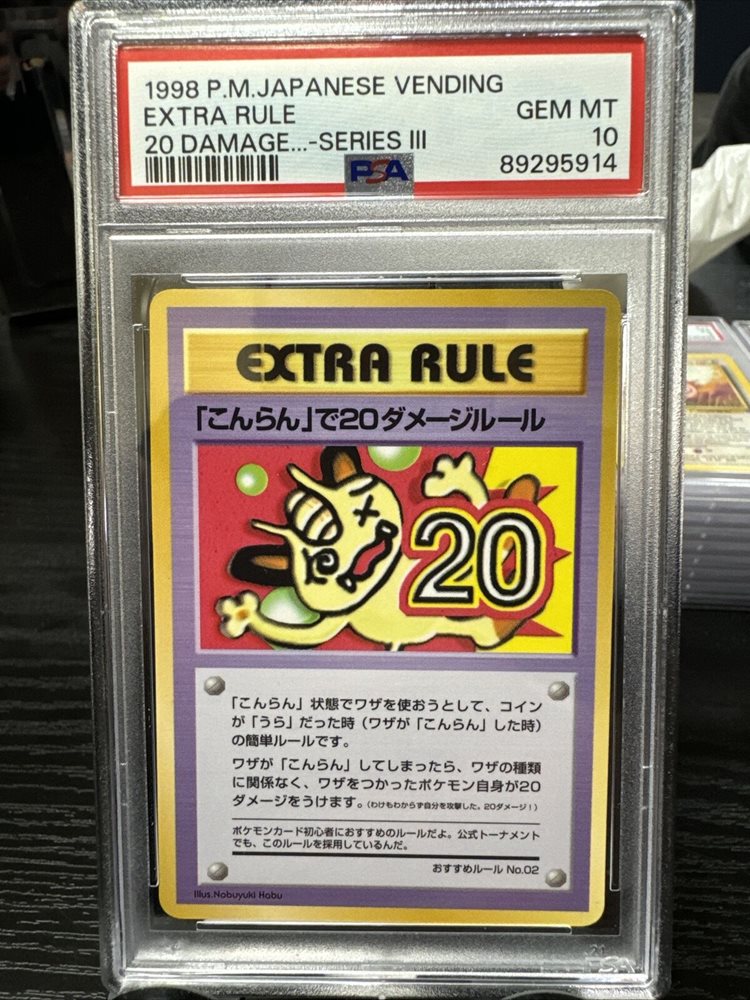 1998 P.M.JAPANESE VENDING
EXTRA RULE GEM MT
20 DAMAGE...-SERIES III 10
PSA 89295914
EXTRA RULE
「こんらん」で20ダメージルール
20
「こんらん」状態でワザを使おうとして、コイン
が「うら」だった時（ワザが「こんらん」した時）
の簡単ルールです。
ワザが「こんらん」してしまったら、ワザの種類
に関係なく、ワザをつかったポケモン自身が20
ダメージをうけます。（わけもわからず自分を攻撃した。20ダメージ！）
ポケモンカード初心者におすすめのルールだよ。公式トーナメント
でも、このルールを採用しているんだ。
おすすめルール No.02
Illus.Nobuyuki Habu